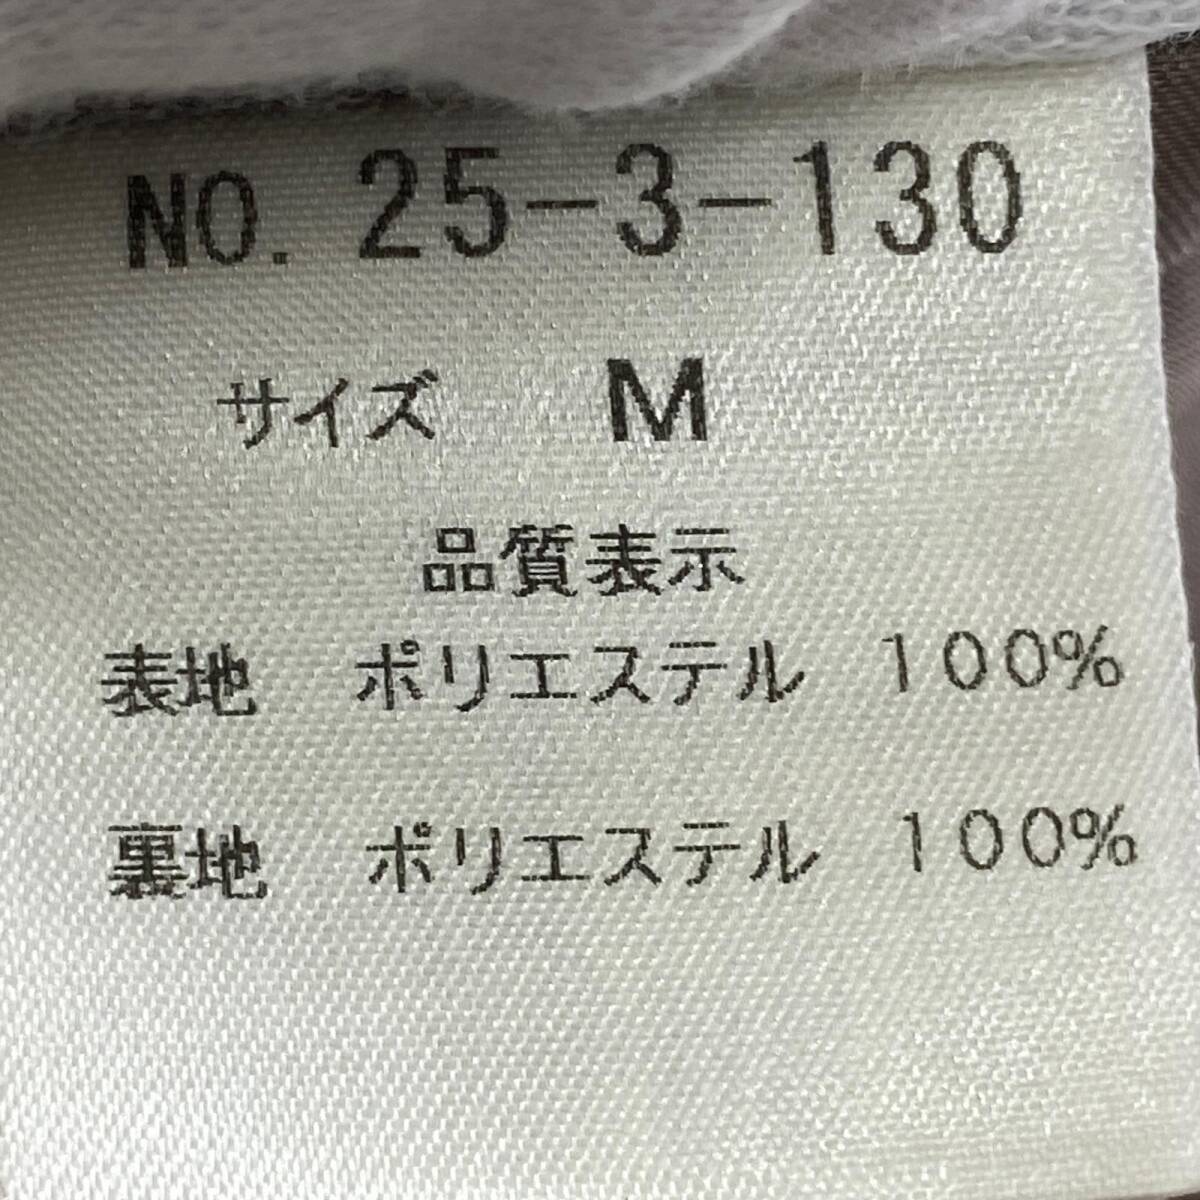 NO. 25-3-130
サイズ M
品質表示
表地 ポリエステル 100%
裏地 ポリエステル 100%